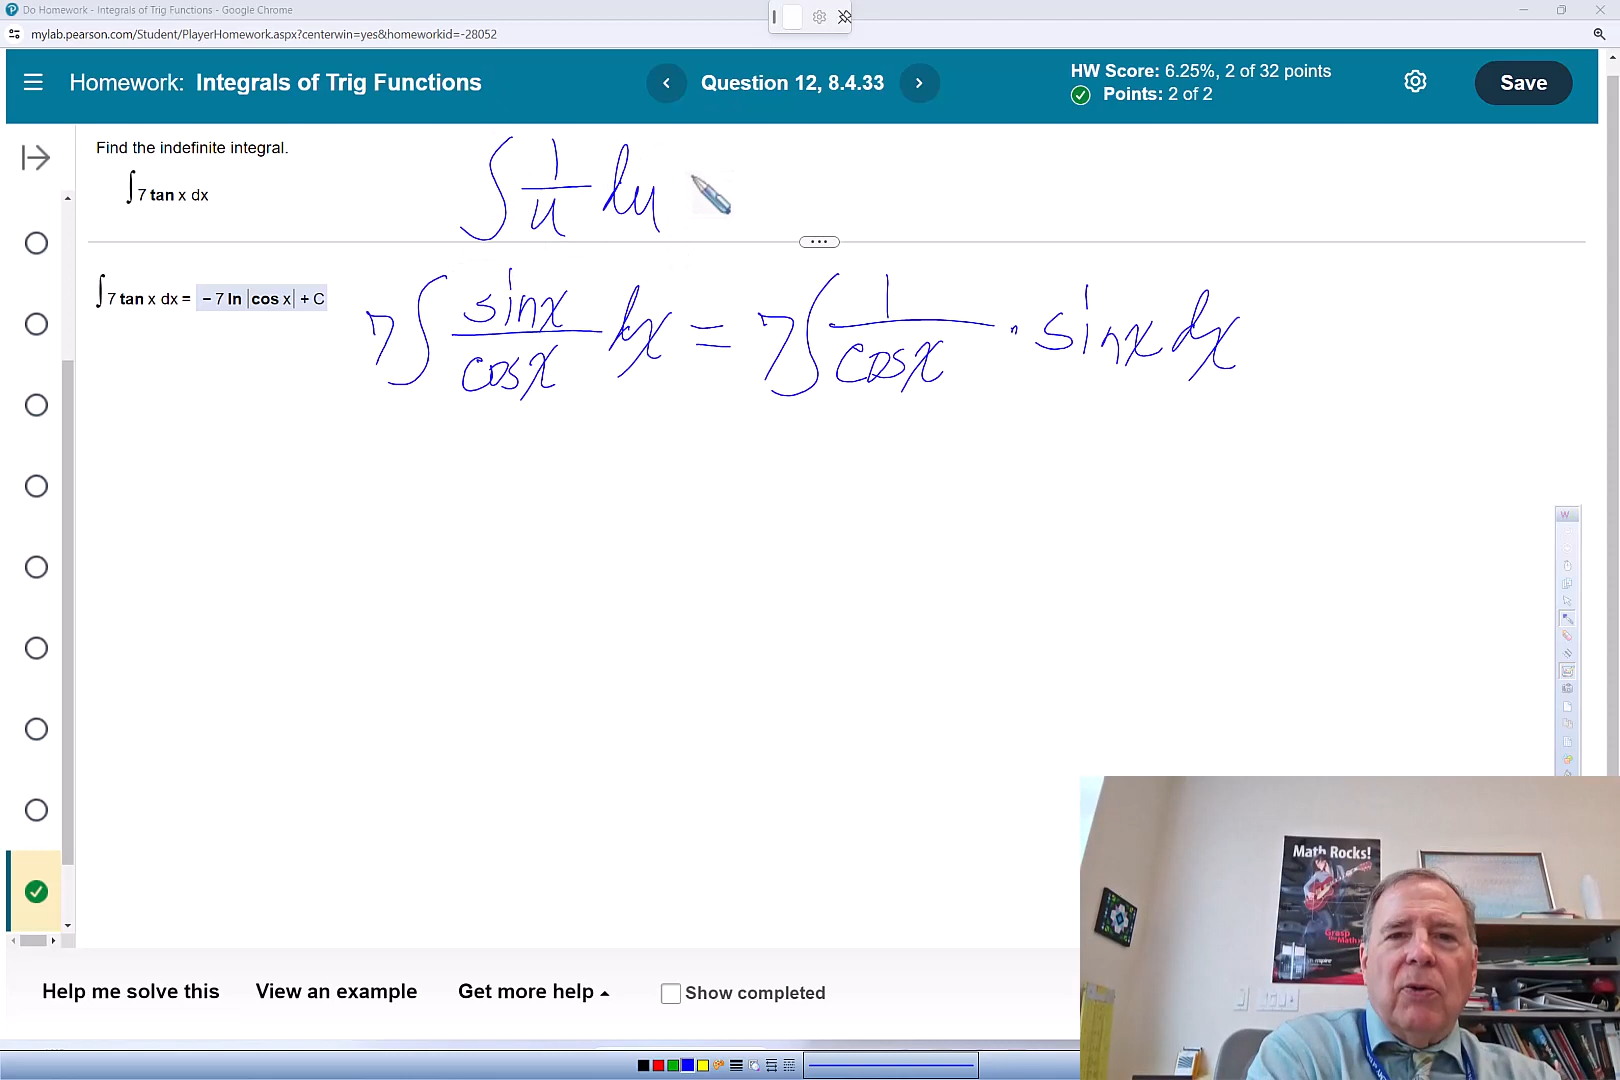 Do Homework - Integrals of Trig Functions - Google Chrome
mylab.pearson.com/Student/PlayerHomework.aspx?centerwin=yes&homeworkid=-28052
Homework: Integrals of Trig Functions
Question 12, 8.4.33
HW Score: 6.25%, 2 of 32 points
Points: 2 of 2
Save
Find the indefinite integral.
∫ 7 tan x dx
∫ 1/u du
∫ 7 tan x dx = − 7 ln |cos x| + C
7 ∫ sinx/cosx dx = 7 ∫ 1/cosx · sinx dx
W
Math Rocks!
Grasp
the Math
Help me solve this
View an example
Get more help
Show completed